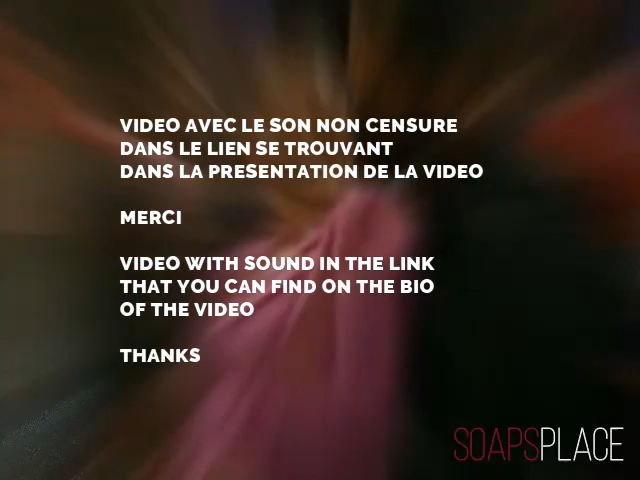 VIDEO AVEC LE SON NON CENSURE
DANS LE LIEN SE TROUVANT
DANS LA PRESENTATION DE LA VIDEO
MERCI
VIDEO WITH SOUND IN THE LINK
THAT YOU CAN FIND ON THE BIO
OF THE VIDEO
THANKS
SOAPSPLACE